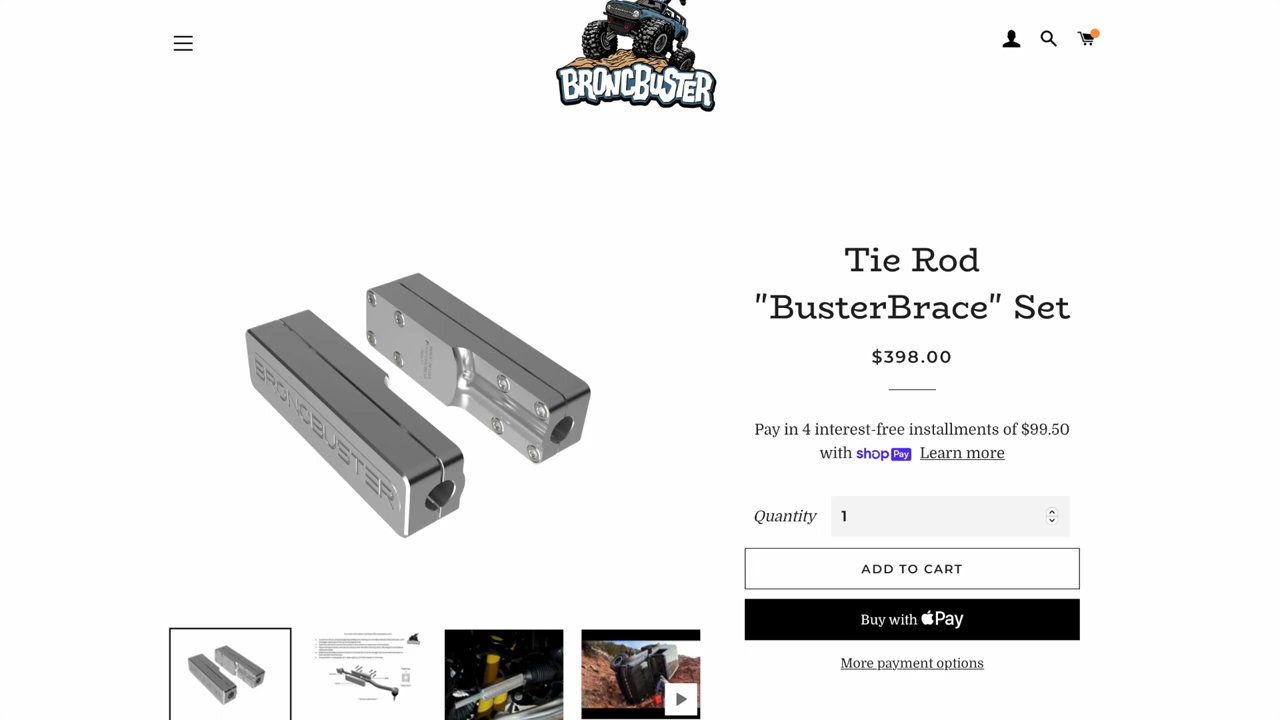 BRONCBUSTER
Tie Rod
"BusterBrace" Set
$398.00
Pay in 4 interest-free installments of $99.50
with shop Pay Learn more
Quantity 1
ADD TO CART
Buy with Pay
More payment options
BRONCBUSTER